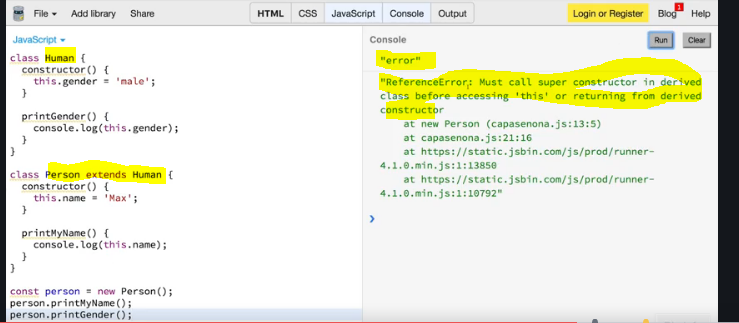 File Add library Share HTML CSS JavaScript Console Output Login or Register Blog 1 Help
JavaScript
class Human {
constructor() {
this.gender = 'male';
}
printGender() {
console.log(this.gender);
}
}
class Person extends Human {
constructor() {
this.name = 'Max';
}
printMyName() {
console.log(this.name);
}
}
const person = new Person();
person.printMyName();
person.printGender();
Console Run Clear
"error"
"ReferenceError: Must call super constructor in derived
class before accessing 'this' or returning from derived
constructor
at new Person (capasenona.js:13:5)
at capasenona.js:21:16
at https://static.jsbin.com/js/prod/runner-
4.1.0.min.js:1:13850
at https://static.jsbin.com/js/prod/runner-
4.1.0.min.js:1:10792"